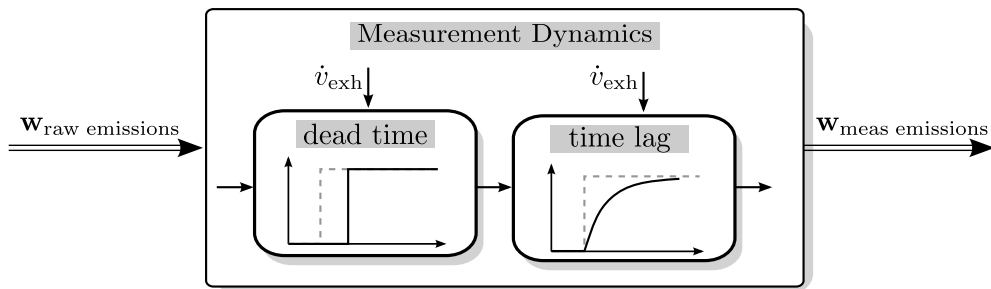 Measurement Dynamics
v̇exh
v̇exh
wraw emissions
dead time
time lag
wmeas emissions